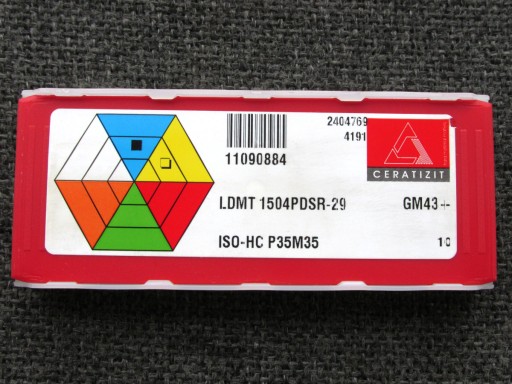 2404769
4191
11090884
CERATIZIT
LDMT 1504PDSR-29 GM43+
ISO-HC P35M35 10